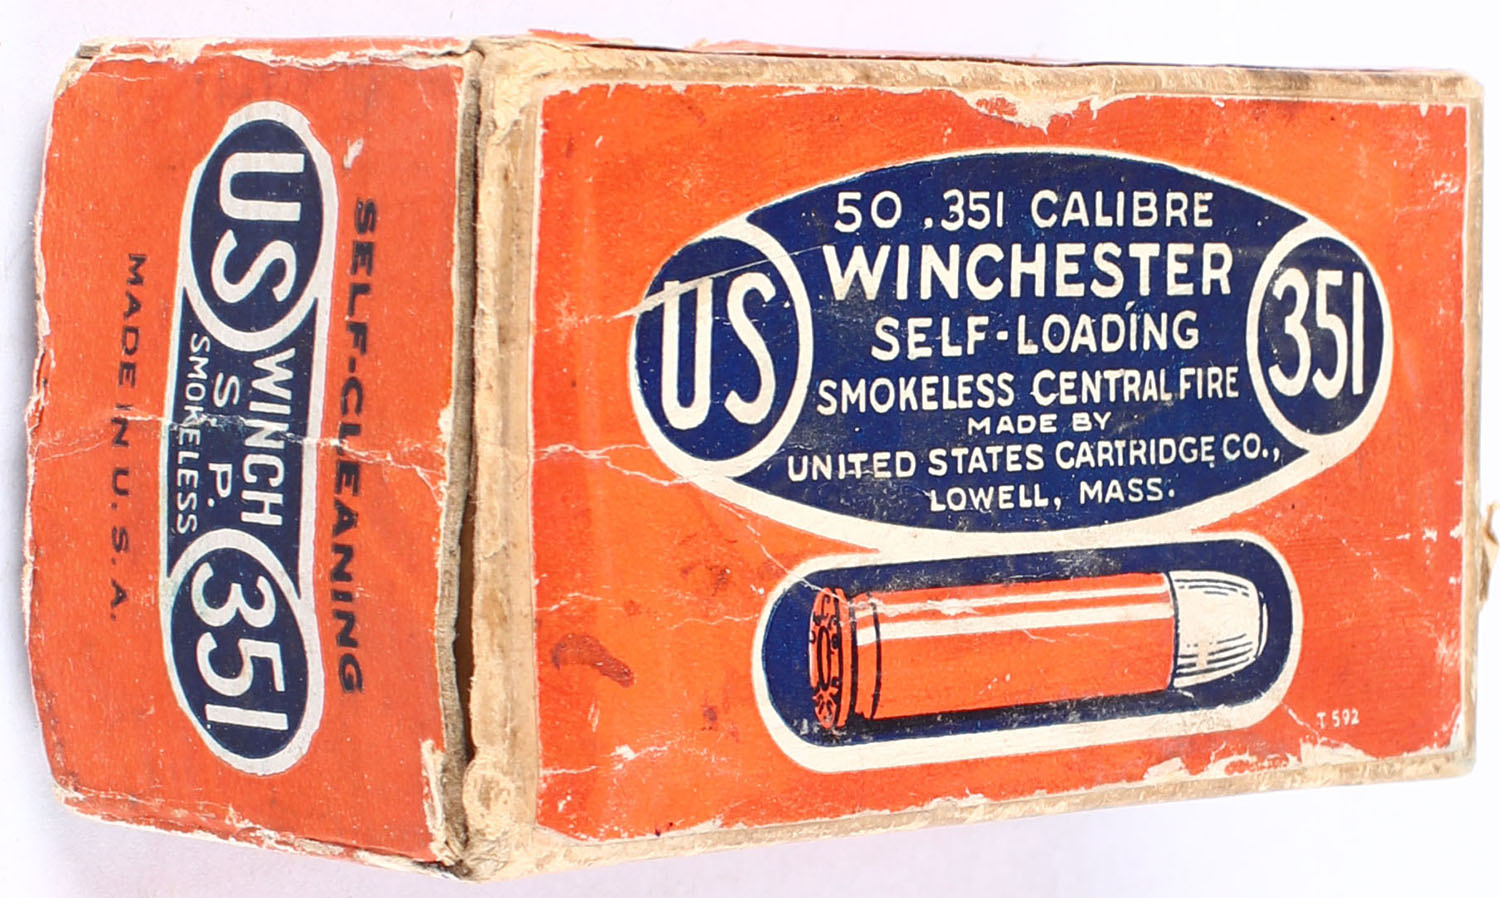 50 .351 CALIBRE
WINCHESTER
SELF-LOADING
SMOKELESS CENTRAL FIRE
MADE BY
UNITED STATES CARTRIDGE CO.,
LOWELL, MASS.
US
351
T 592
SELF-CLEANING
US WINCH 351
S. P.
SMOKELESS
MADE IN U.S.A.